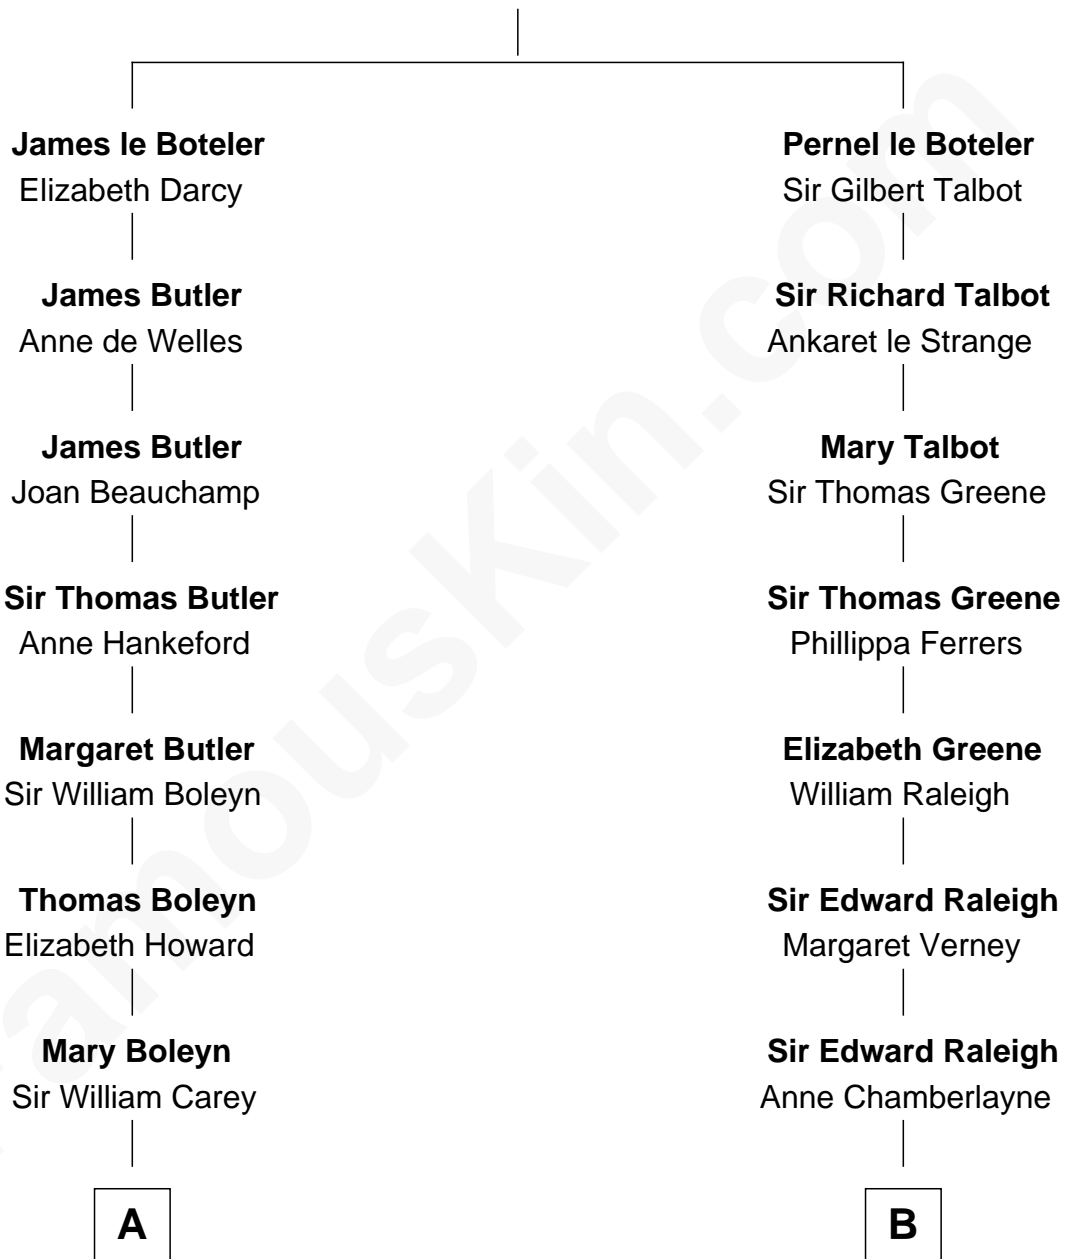 James le Boteler
Elizabeth Darcy
James Butler
Anne de Welles
James Butler
Joan Beauchamp
Sir Thomas Butler
Anne Hankeford
Margaret Butler
Sir William Boleyn
Thomas Boleyn
Elizabeth Howard
Mary Boleyn
Sir William Carey
A
Pernel le Boteler
Sir Gilbert Talbot
Sir Richard Talbot
Ankaret le Strange
Mary Talbot
Sir Thomas Greene
Sir Thomas Greene
Phillippa Ferrers
Elizabeth Greene
William Raleigh
Sir Edward Raleigh
Margaret Verney
Sir Edward Raleigh
Anne Chamberlayne
B
FamousKin.com